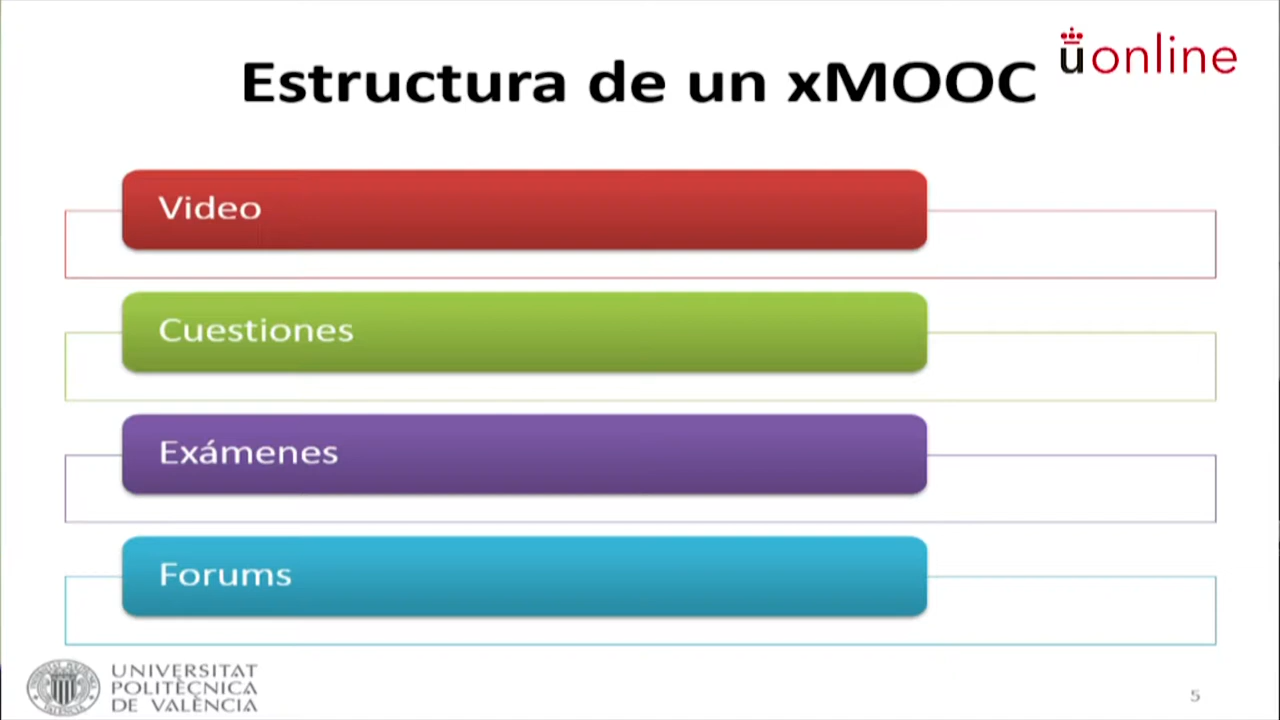 Estructura de un xMOOC
üonline
Video
Cuestiones
Exámenes
Forums
UNIVERSITAT
POLITÈCNICA
DE VALÈNCIA
5